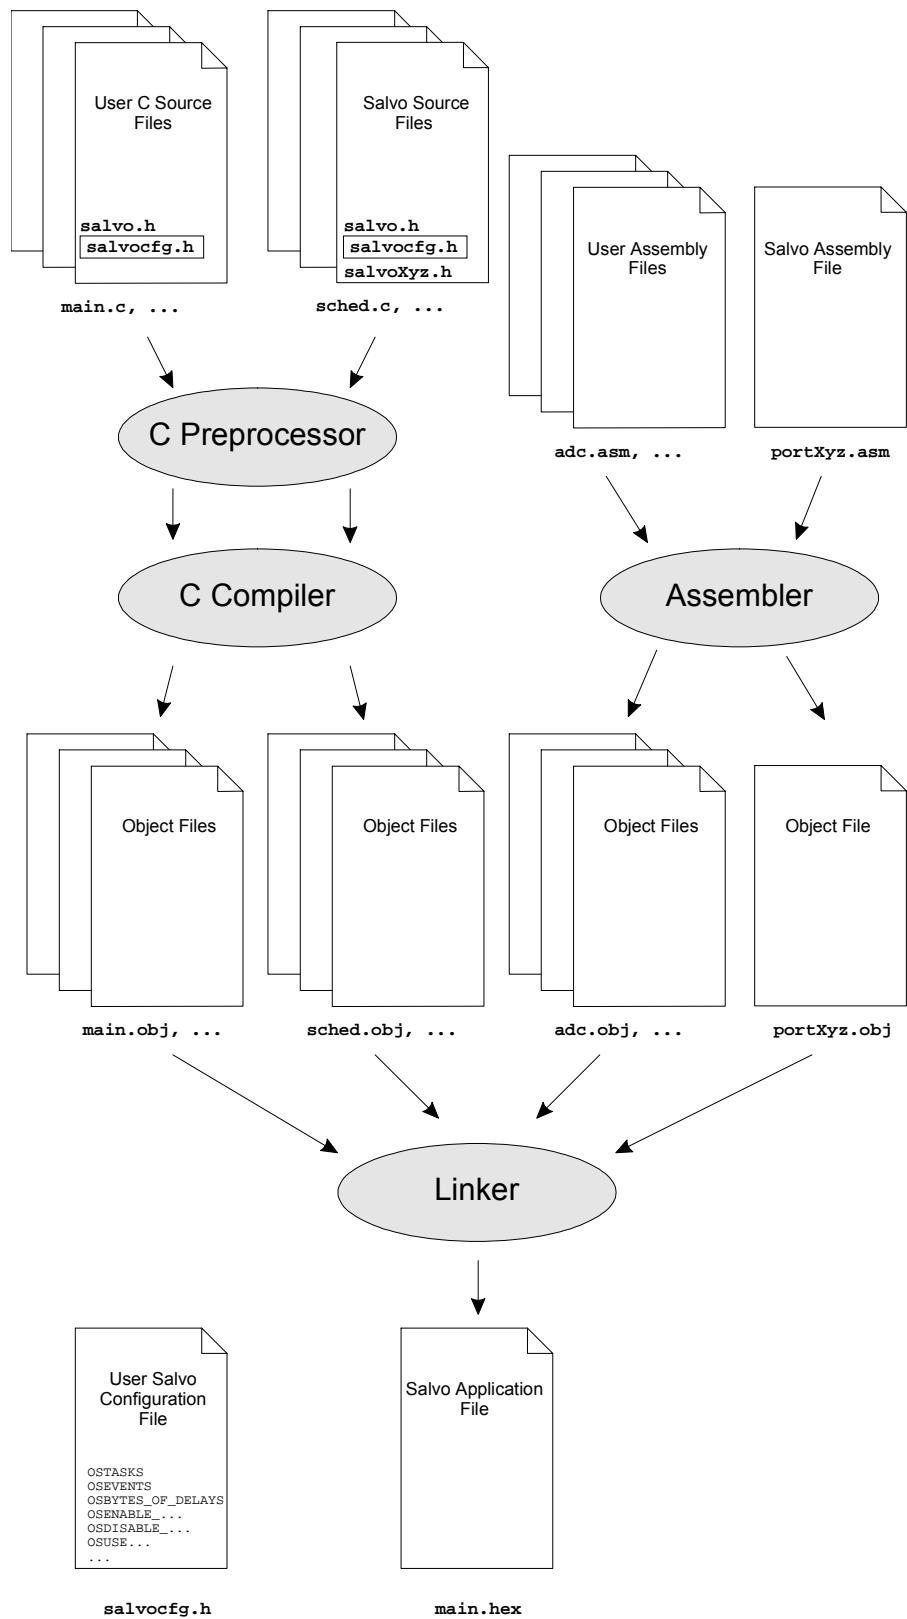 User C Source
Files
salvo.h
salvocfg.h
main.c, ...
Salvo Source
Files
salvo.h
salvocfg.h
salvoXyz.h
sched.c, ...
User Assembly
Files
adc.asm, ...
Salvo Assembly
File
portXyz.asm
C Preprocessor
C Compiler
Assembler
Object Files
main.obj, ...
Object Files
sched.obj, ...
Object Files
adc.obj, ...
Object File
portXyz.obj
Linker
User Salvo
Configuration
File
OSTASKS
OSEVENTS
OSBYTES_OF_DELAYS
OSENABLE_...
OSDISABLE_...
OSUSE...
...
salvocfg.h
Salvo Application
File
main.hex